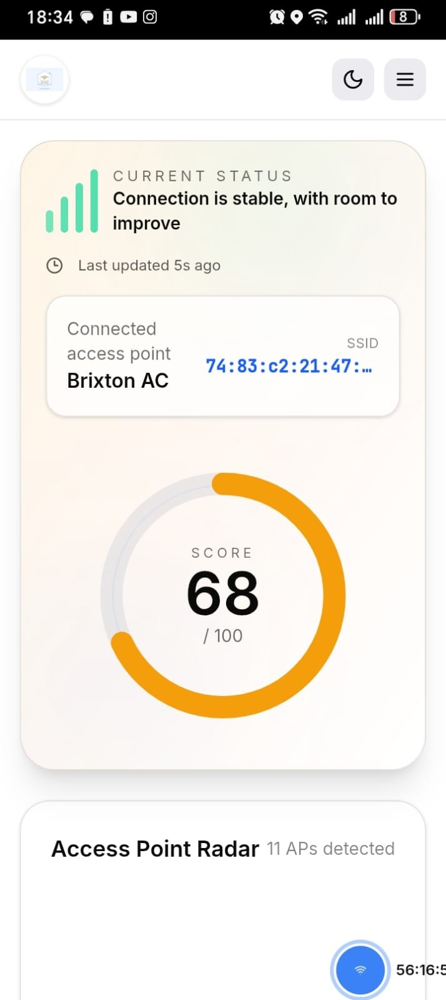 18:34
8
CURRENT STATUS
Connection is stable, with room to
improve
Last updated 5s ago
Connected
access point
Brixton AC
SSID
74:83:c2:21:47:…
SCORE
68
/ 100
Access Point Radar 11 APs detected
56:16:5